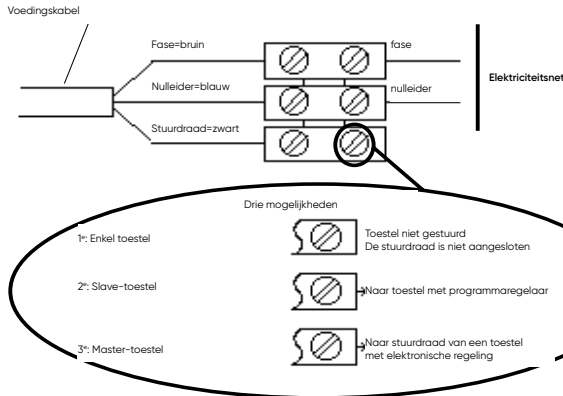 Voedingskabel
Fase=bruin
fase
Nulleider=blauw
nulleider
Elektriciteitsnet
Stuurdraad=zwart
Drie mogelijkheden
1e: Enkel toestel
Toestel niet gestuurd
De stuurdraad is niet aangesloten
2e: Slave-toestel
Naar toestel met programmaregelaar
3e: Master-toestel
Naar stuurdraad van een toestel
met elektronische regeling